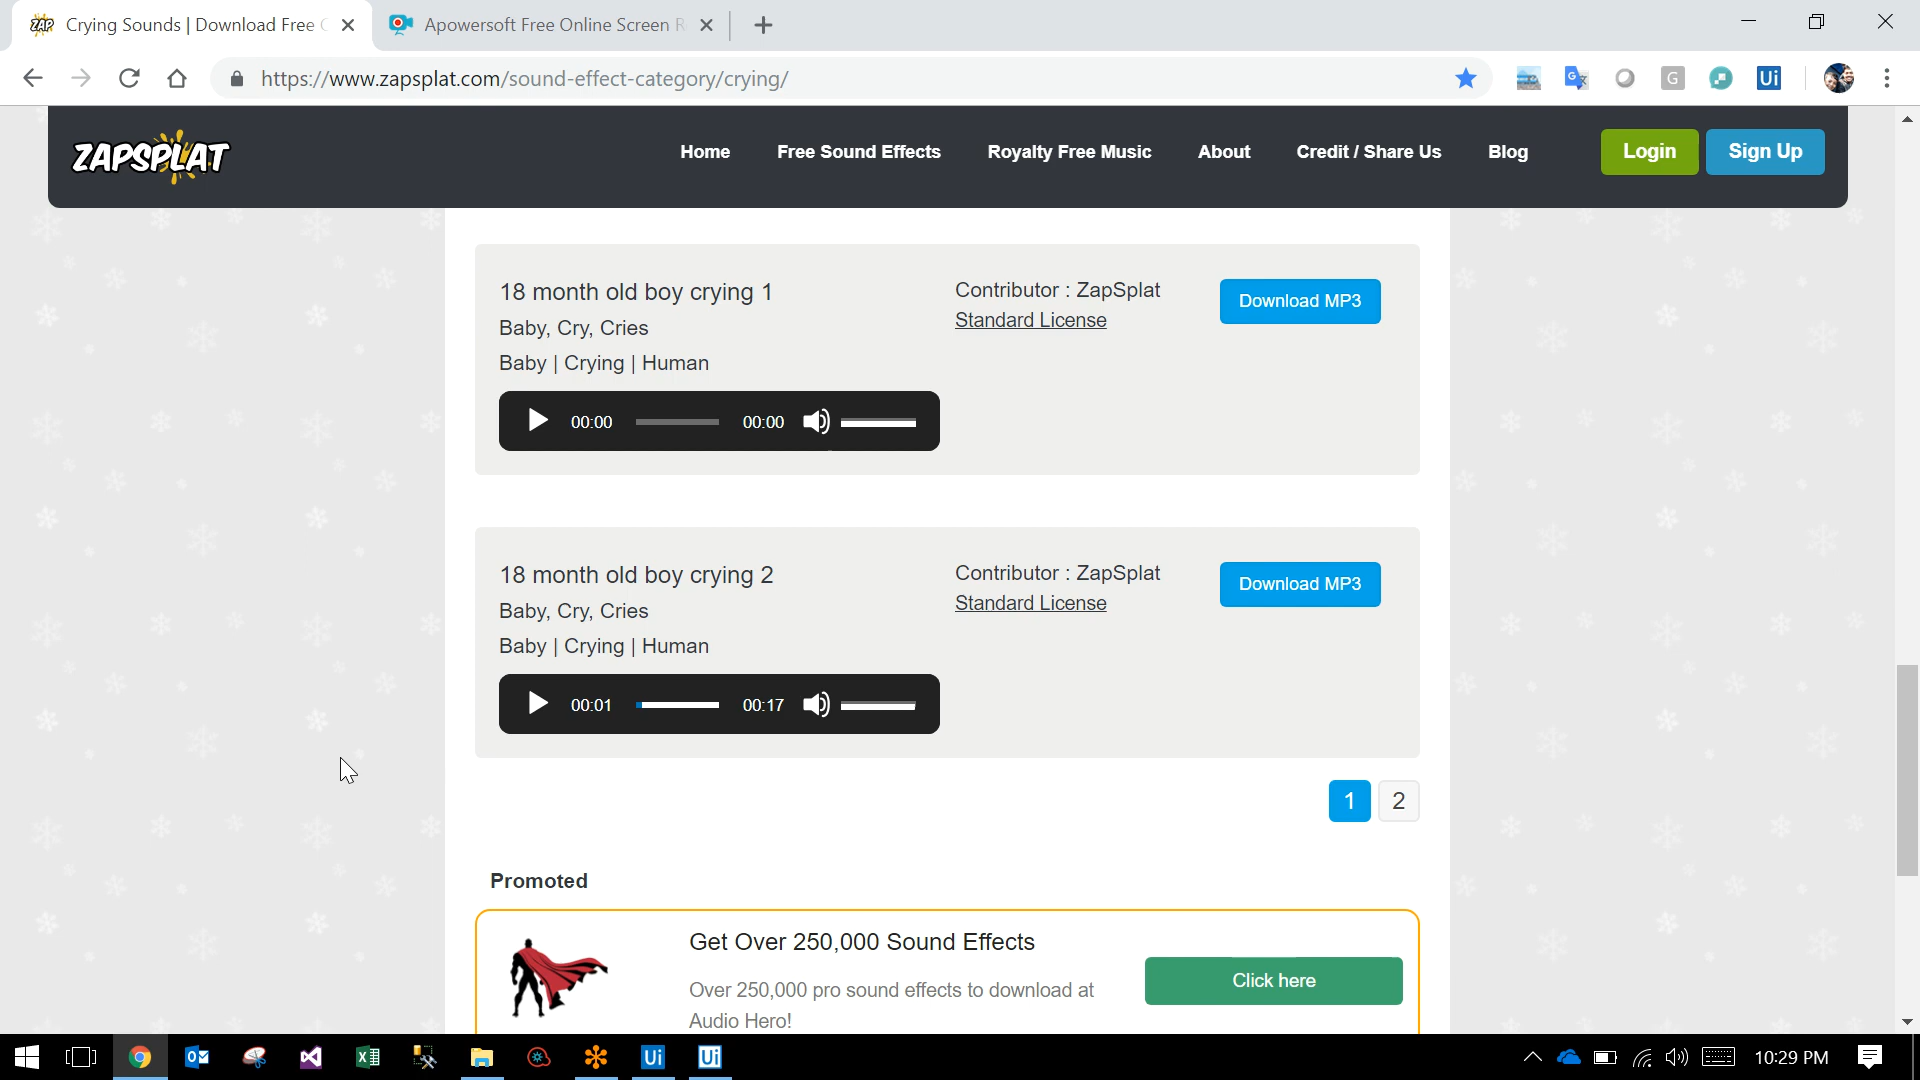 Crying Sounds | Download Free
Apowersoft Free Online Screen R
https://www.zapsplat.com/sound-effect-category/crying/
G
Ui
ZAPSPLAT
Home
Free Sound Effects
Royalty Free Music
About
Credit / Share Us
Blog
Login
Sign Up
18 month old boy crying 1
Contributor : ZapSplat
Download MP3
Standard License
Baby, Cry, Cries
Baby | Crying | Human
00:00
00:00
18 month old boy crying 2
Contributor : ZapSplat
Download MP3
Standard License
Baby, Cry, Cries
Baby | Crying | Human
00:01
00:17
1
2
Promoted
Get Over 250,000 Sound Effects
Over 250,000 pro sound effects to download at
Audio Hero!
Click here
Ui
Ui
10:29 PM